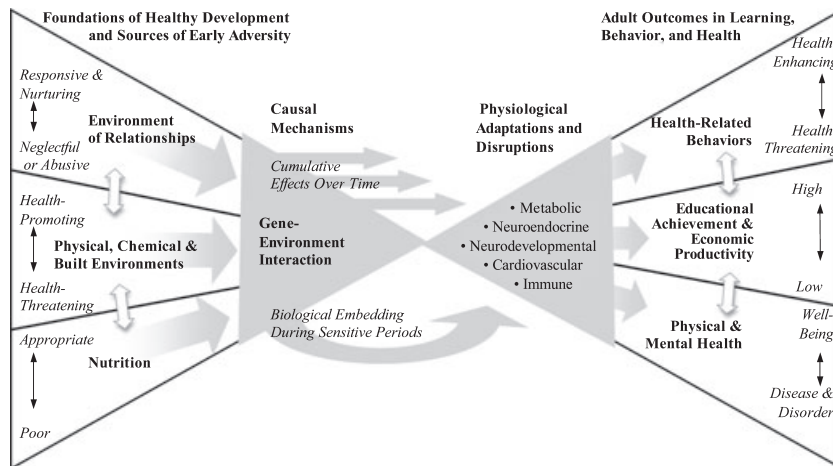 Foundations of Healthy Development
and Sources of Early Adversity
Responsive &
Nurturing
Neglectful
or Abusive
Environment
of Relationships
Health-
Promoting
Health-
Threatening
Physical, Chemical &
Built Environments
Appropriate
Poor
Nutrition
Causal
Mechanisms
Cumulative
Effects Over Time
Gene-
Environment
Interaction
Biological Embedding
During Sensitive Periods
Physiological
Adaptations and
Disruptions
• Metabolic
• Neuroendocrine
• Neurodevelopmental
• Cardiovascular
• Immune
Adult Outcomes in Learning,
Behavior, and Health
Health-Related
Behaviors
Health
Enhancing
Health
Threatening
Educational
Achievement &
Economic
Productivity
High
Low
Physical &
Mental Health
Well-
Being
Disease &
Disorder